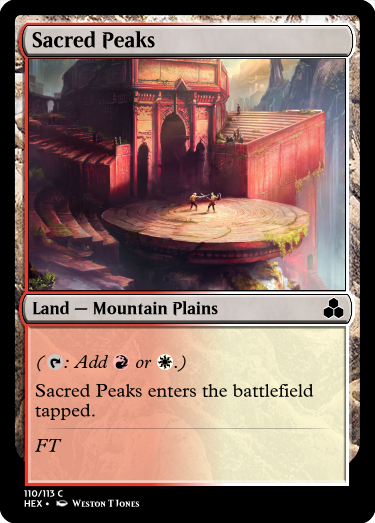 Sacred Peaks
Land — Mountain Plains
( : Add or .)
Sacred Peaks enters the battlefield
tapped.
FT
110/113 C
HEX • Weston T Jones